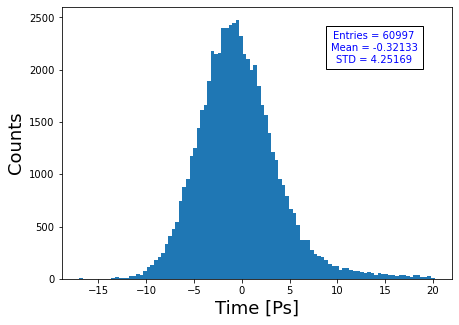 2500
2000
1500
1000
500
0
Counts
Entries = 60997
Mean = -0.32133
STD = 4.25169
−15 −10 −5 0 5 10 15 20
Time [Ps]